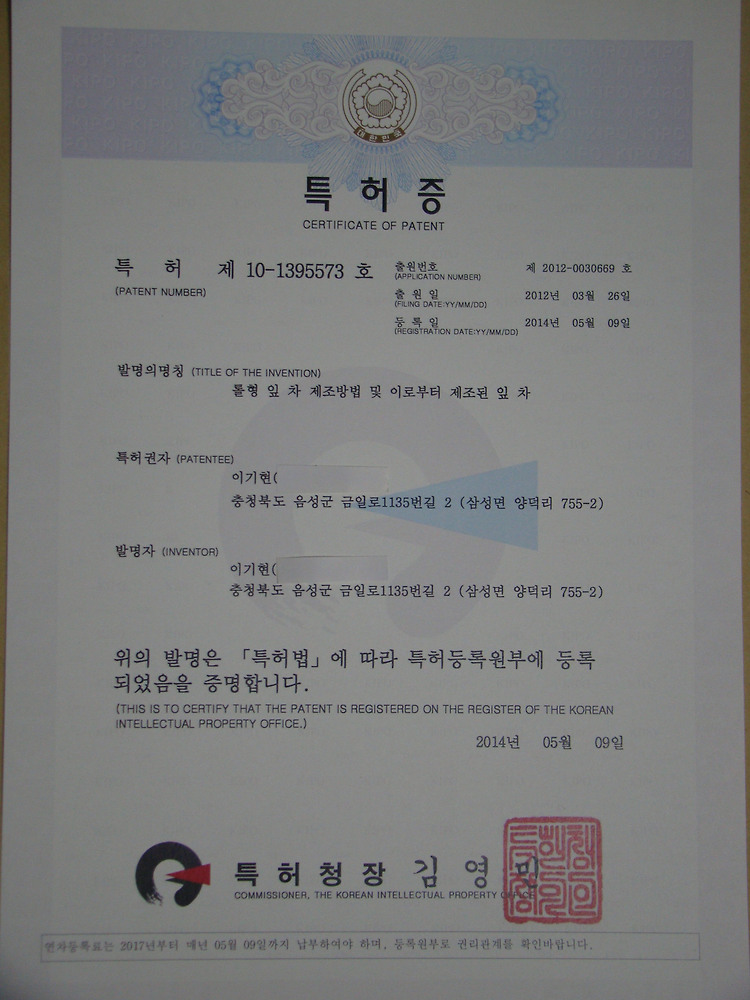 대한민국
특허증
CERTIFICATE OF PATENT
특 허 제 10-1395573 호
(PATENT NUMBER)
출원번호 제 2012-0030669 호
(APPLICATION NUMBER)
출원일 2012년 03월 26일
(FILING DATE:YY/MM/DD)
등록일 2014년 05월 09일
(REGISTRATION DATE:YY/MM/DD)
발명의명칭 (TITLE OF THE INVENTION)
톨형 잎 차 제조방법 및 이로부터 제조된 잎 차
특허권자 (PATENTEE)
이기현(
충청북도 음성군 금일로1135번길 2 (삼성면 양덕리 755-2)
발명자 (INVENTOR)
이기현(
충청북도 음성군 금일로1135번길 2 (삼성면 양덕리 755-2)
위의 발명은 「특허법」에 따라 특허등록원부에 등록
되었음을 증명합니다.
(THIS IS TO CERTIFY THAT THE PATENT IS REGISTERED ON THE REGISTER OF THE KOREAN
INTELLECTUAL PROPERTY OFFICE.)
2014년 05월 09일
특허청장 김영민
COMMISSIONER, THE KOREAN INTELLECTUAL PROPERTY OFFICE
연차등록료는 2017년부터 매년 05월 09일까지 납부하여야 하며, 등록원부로 권리관계를 확인바랍니다.